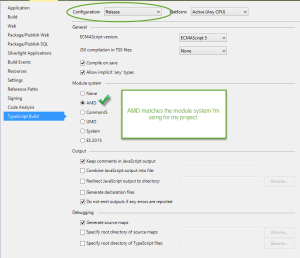 Application
Build
Web
Package/Publish Web
Package/Publish SQL
Silverlight Applications
Build Events
Resources
Settings
Reference Paths
Signing
Code Analysis
TypeScript Build
Configuration: Release Platform: Active (Any CPU)
General
ECMAScript version ECMAScript 5
JSX compilation in TSX files: None
Compile on save
Allow implicit 'any' types
Module system
None
AMD
CommonJS
UMD
System
ES 2015
AMD matches the module system I'm
using for my project
Output
Keep comments in JavaScript output
Combine JavaScript output into file:
Browse...
Redirect JavaScript output to directory:
Browse...
Generate declaration files
Do not emit outputs if any errors are reported
Debugging
Generate source maps
Specify root directory of source maps:
Browse...
Specify root directory of TypeScript files:
Browse...